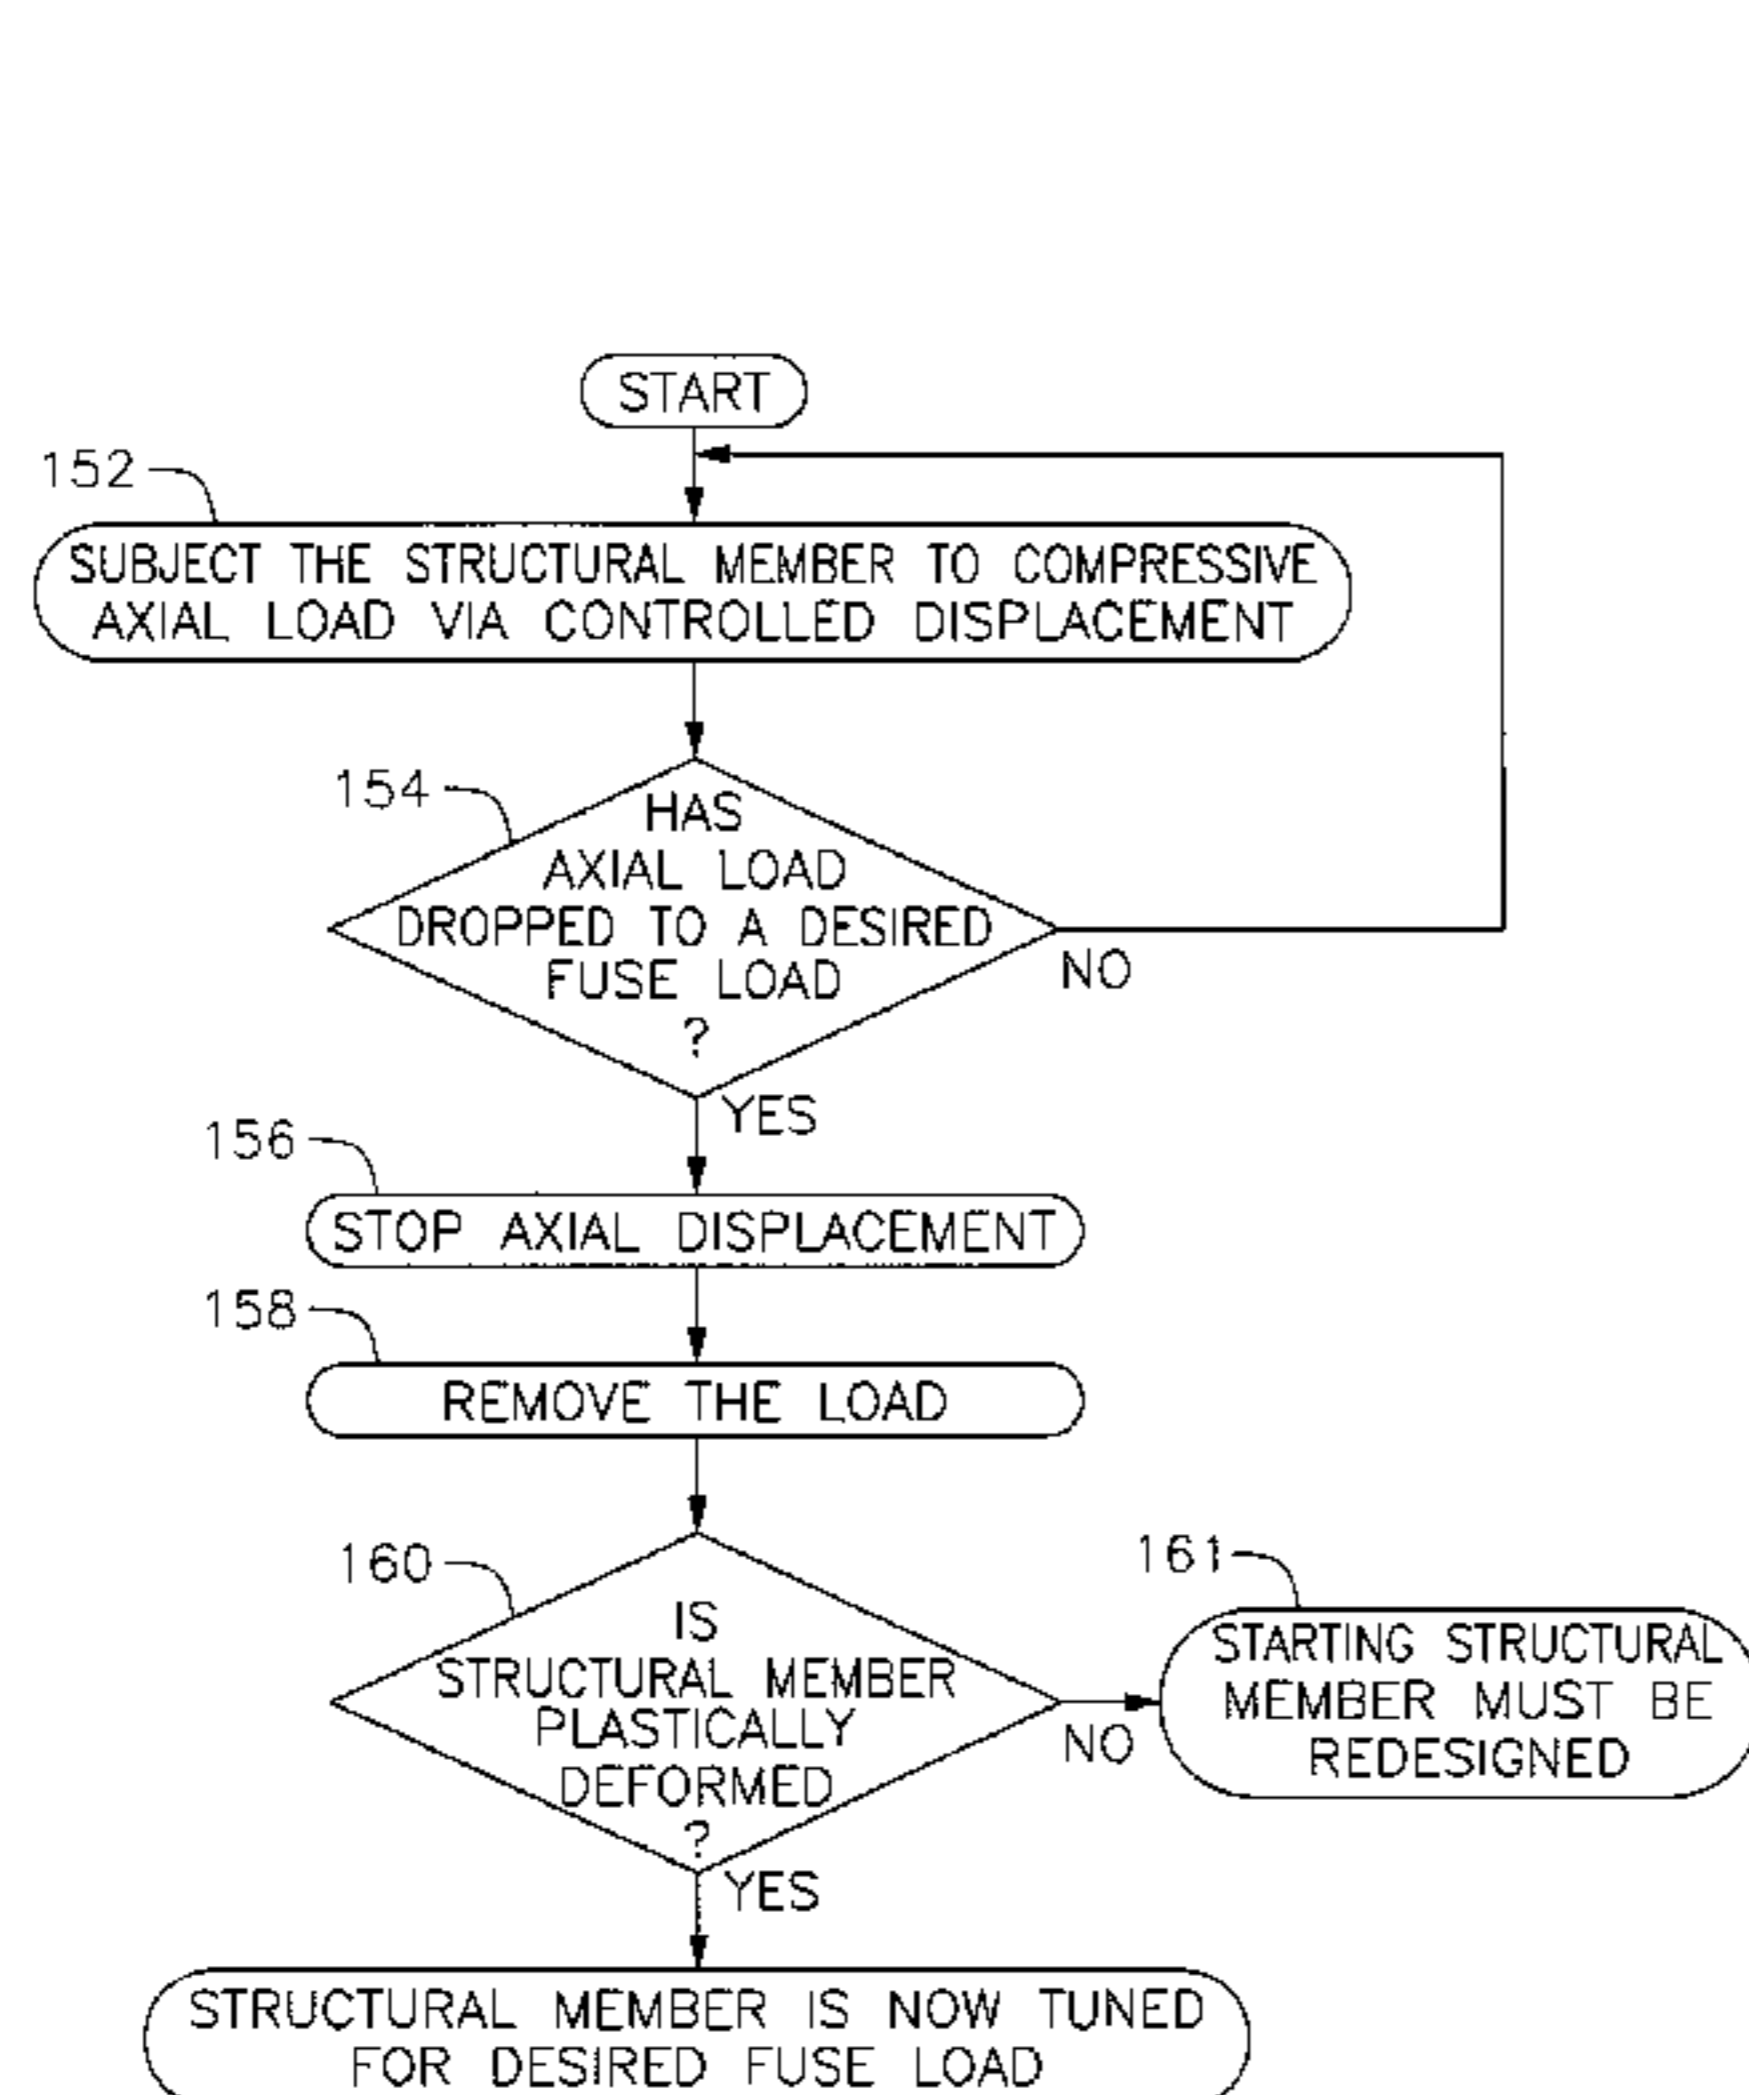 START
152
SUBJECT THE STRUCTURAL MEMBER TO COMPRESSIVE
AXIAL LOAD VIA CONTROLLED DISPLACEMENT
154
HAS
AXIAL LOAD
DROPPED TO A DESIRED
FUSE LOAD
?
NO
YES
156
STOP AXIAL DISPLACEMENT
158
REMOVE THE LOAD
160
IS
STRUCTURAL MEMBER
PLASTICALLY
DEFORMED
?
NO
161
STARTING STRUCTURAL
MEMBER MUST BE
REDESIGNED
YES
STRUCTURAL MEMBER IS NOW TUNED
FOR DESIRED FUSE LOAD